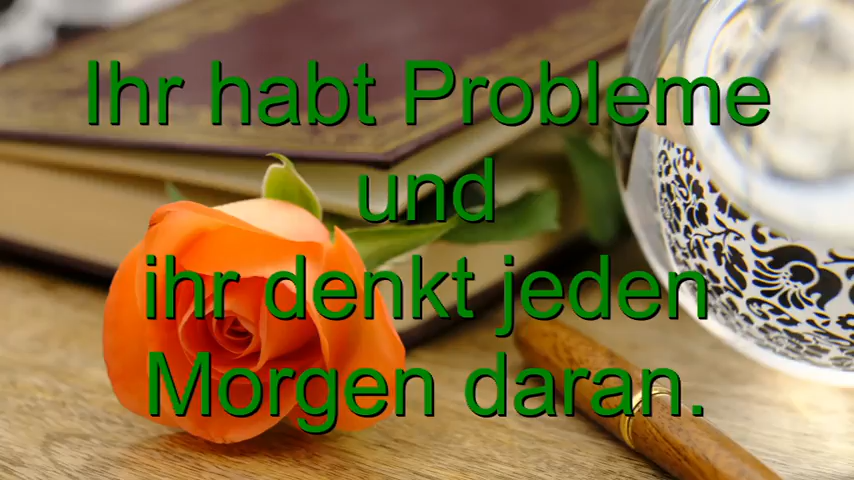 Ihr habt Probleme
und
ihr denkt jeden
Morgen daran.